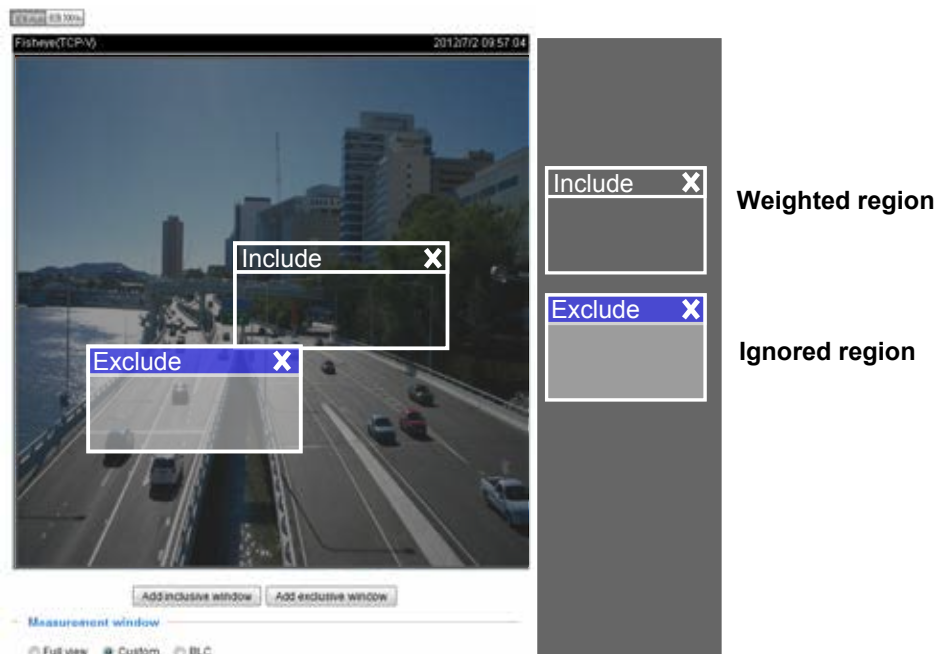 Fisheye(TCP-V) 2012/7/2 09:57:04
Include X
Weighted region
Include X
Exclude X
Ignored region
Exclude X
Add inclusive window Add exclusive window
Measurement window
Full view Custom BLC